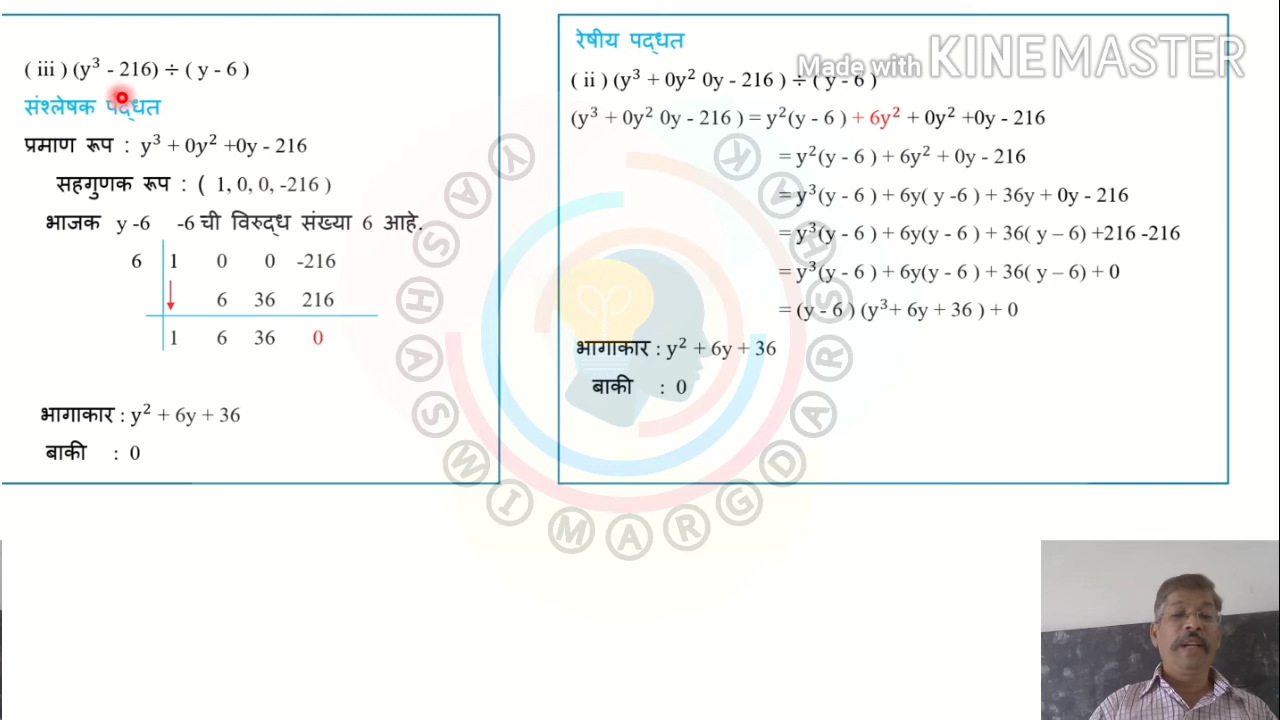 ( iii ) (y³ - 216) ÷ ( y - 6 )
संश्लेषक पद्धत
प्रमाण रूप : y³ + 0y² +0y - 216
सहगुणक रूप : ( 1, 0, 0, -216 )
भाजक y -6 -6 ची विरुद्ध संख्या 6 आहे.
6 1 0 0 -216
6 36 216
1 6 36 0
भागाकार : y² + 6y + 36
बाकी : 0
रेषीय पद्धत
Made with KINEMASTER
( ii ) (y³ + 0y² 0y - 216 ) ÷ ( y - 6 )
(y³ + 0y² 0y - 216 ) = y²(y - 6 ) + 6y² + 0y² +0y - 216
= y²(y - 6 ) + 6y² + 0y - 216
= y³(y - 6 ) + 6y( y -6 ) + 36y + 0y - 216
= y³(y - 6 ) + 6y(y - 6 ) + 36( y – 6) +216 -216
= y³(y - 6 ) + 6y(y - 6 ) + 36( y – 6) + 0
= (y - 6 ) (y³+ 6y + 36 ) + 0
भागाकार : y² + 6y + 36
बाकी : 0
YASHASWI MARGDARSHAK